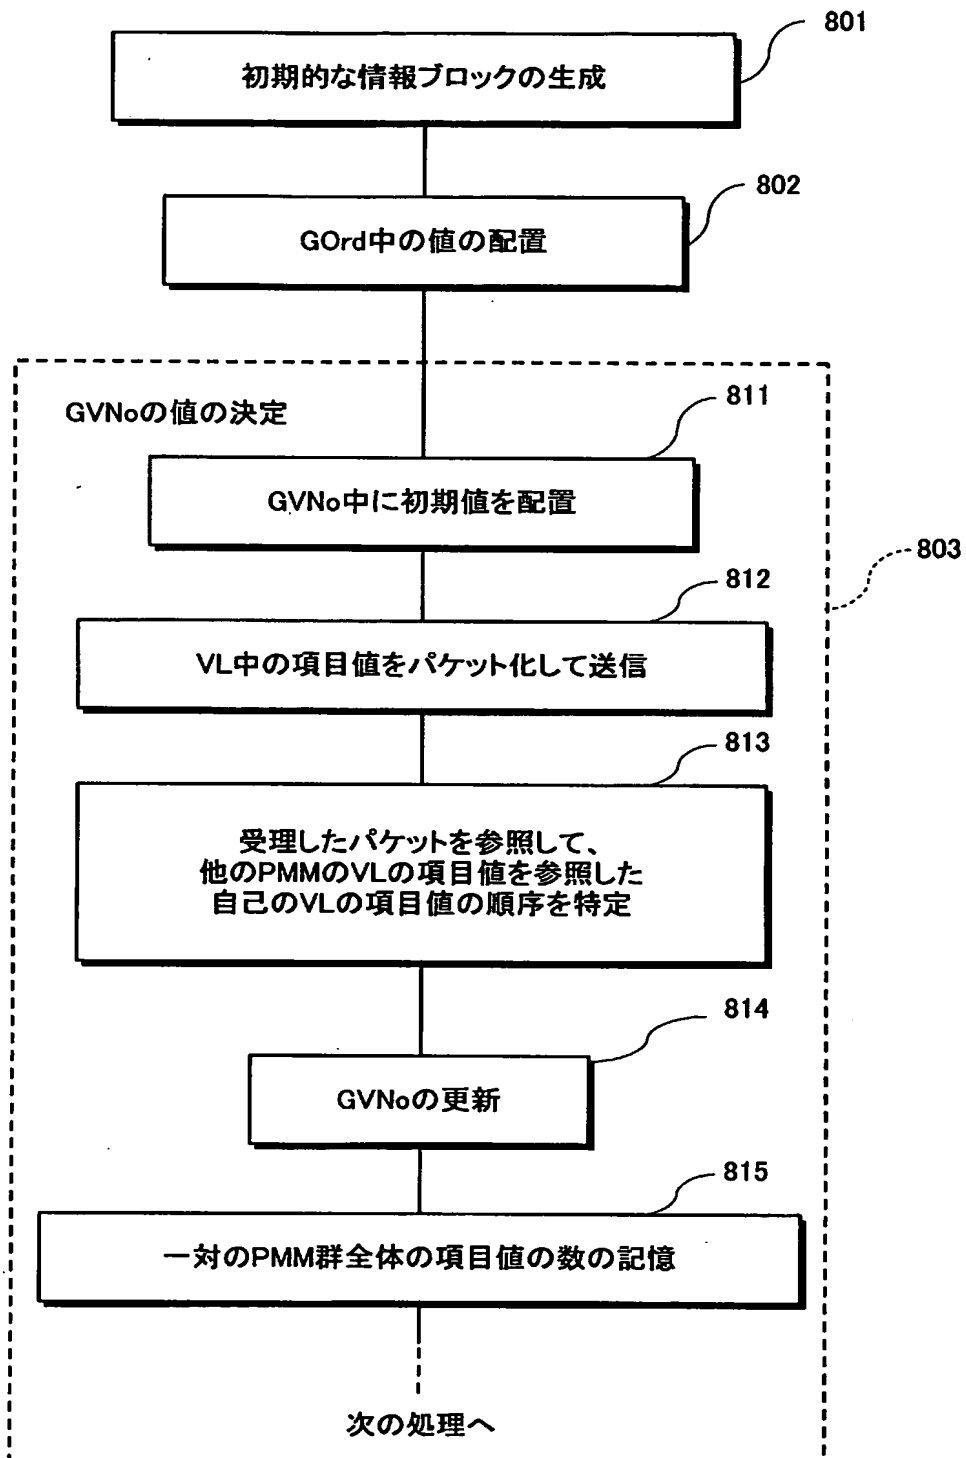 801
初期的な情報ブロックの生成
802
GOrd中の値の配置
GVNoの値の決定
811
GVNo中に初期値を配置
803
812
VL中の項目値をパケット化して送信
813
受理したパケットを参照して、
他のPMMのVLの項目値を参照した
自己のVLの項目値の順序を特定
814
GVNoの更新
815
一対のPMM群全体の項目値の数の記憶
次の処理へ